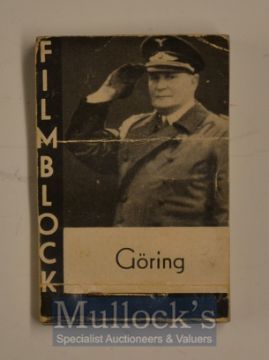 FILMBLOCK
Göring
Mullock's
Specialist Auctioneers & Valuers